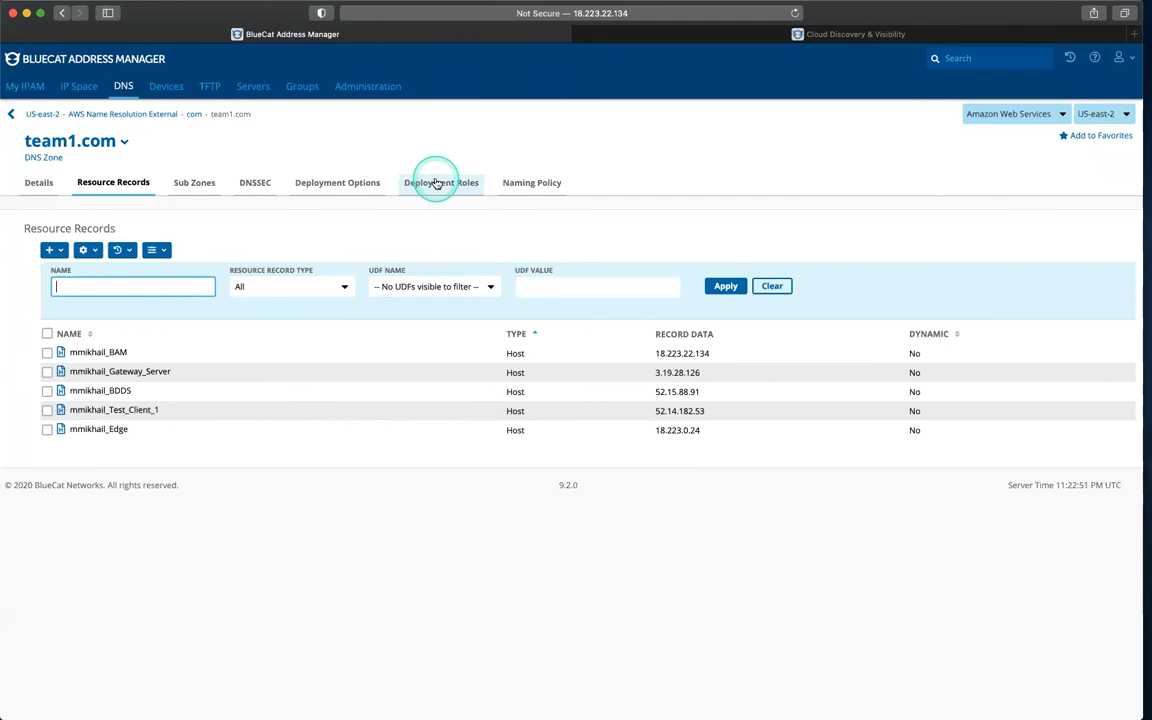 Not Secure — 18.223.22.134
BlueCat Address Manager
Cloud Discovery & Visibility
BLUECAT ADDRESS MANAGER
Search
My IPAM IP Space DNS Devices TFTP Servers Groups Administration
US-east-2 - AWS Name Resolution External - com - team1.com
Amazon Web Services US-east-2
team1.com
Add to Favorites
DNS Zone
Details Resource Records Sub Zones DNSSEC Deployment Options Deployment Roles Naming Policy
Resource Records
NAME RESOURCE RECORD TYPE UDF NAME UDF VALUE
All -- No UDFs visible to filter -- Apply Clear
NAME TYPE RECORD DATA DYNAMIC
mmikhail_BAM Host 18.223.22.134 No
mmikhail_Gateway_Server Host 3.19.28.126 No
mmikhail_BDDS Host 52.15.88.91 No
mmikhail_Test_Client_1 Host 52.14.182.53 No
mmikhail_Edge Host 18.223.0.24 No
© 2020 BlueCat Networks. All rights reserved. 9.2.0 Server Time 11:22:51 PM UTC